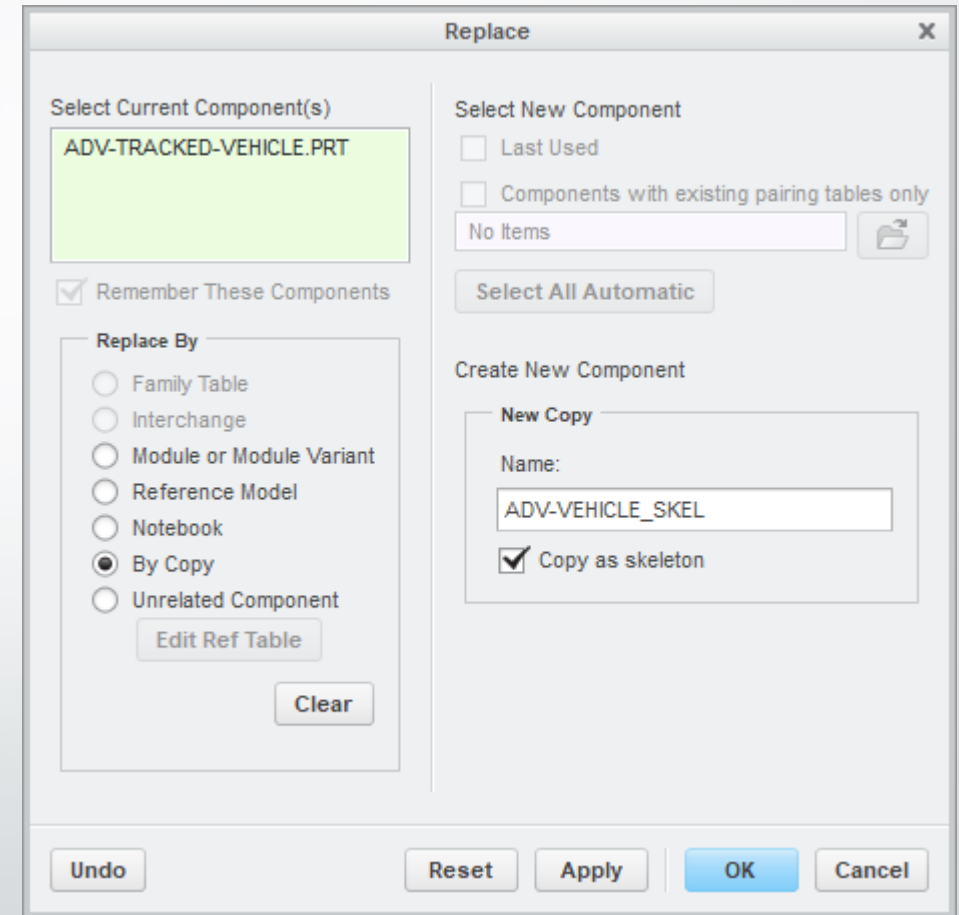 Replace
Select Current Component(s)
ADV-TRACKED-VEHICLE.PRT
Remember These Components
Replace By
Family Table
Interchange
Module or Module Variant
Reference Model
Notebook
By Copy
Unrelated Component
Edit Ref Table
Clear
Select New Component
Last Used
Components with existing pairing tables only
No Items
Select All Automatic
Create New Component
New Copy
Name:
ADV-VEHICLE_SKEL
Copy as skeleton
Undo
Reset
Apply
OK
Cancel